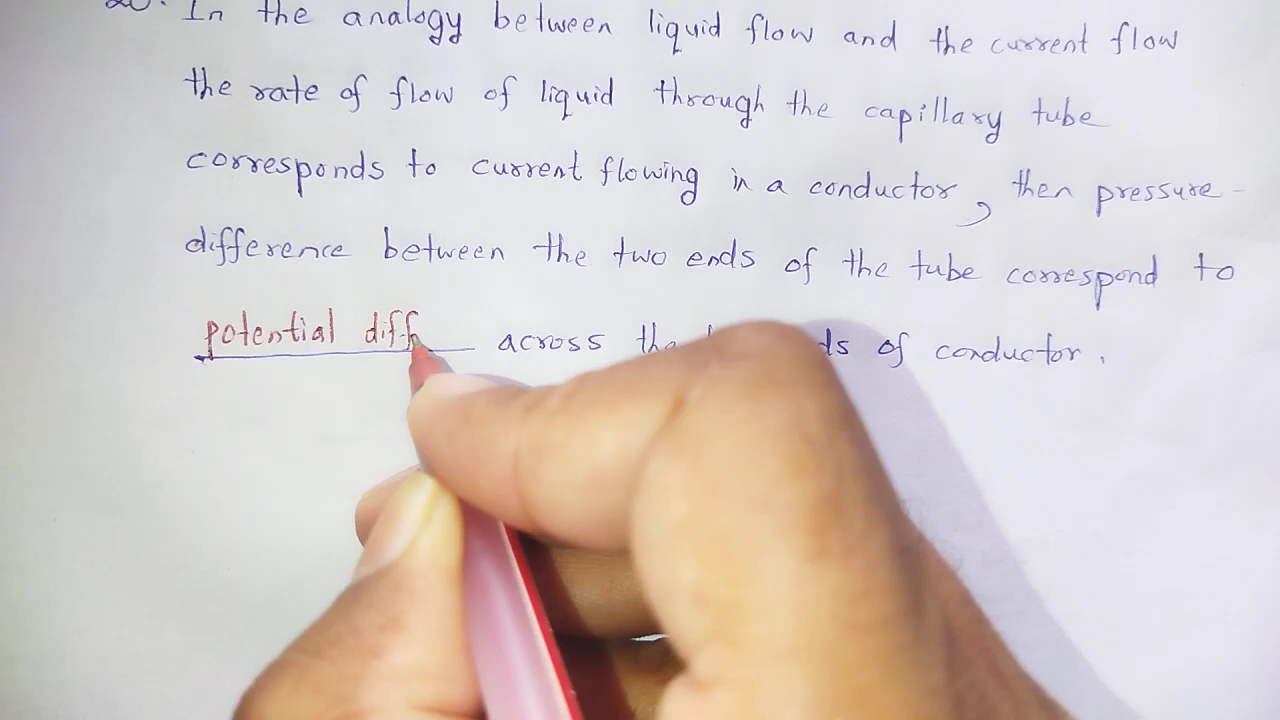 20. In the analogy between liquid flow and the current flow
the rate of flow of liquid through the capillary tube
corresponds to current flowing in a conductor, then pressure-
difference between the two ends of the tube correspond to
potential diff across the ds of conductor.